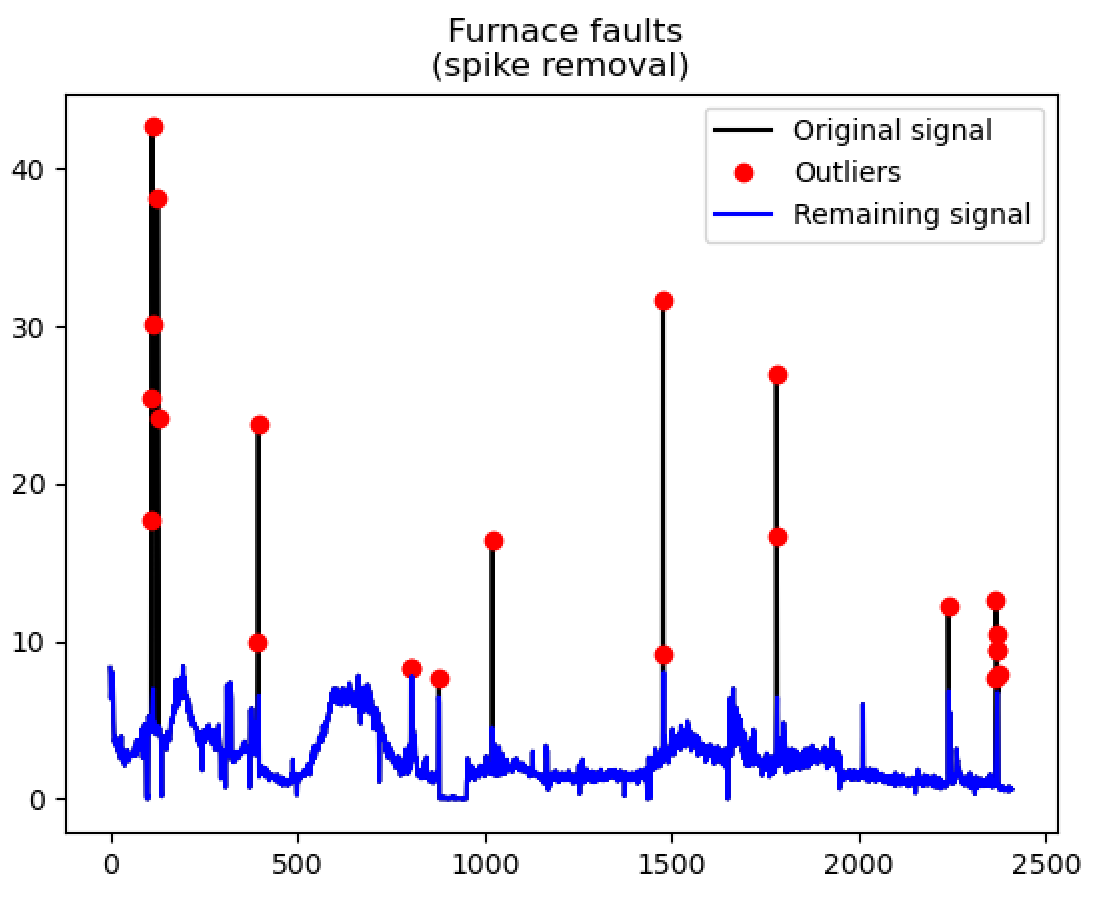 Furnace faults
(spike removal)
Original signal
Outliers
Remaining signal
40
30
20
10
0
0 500 1000 1500 2000 2500